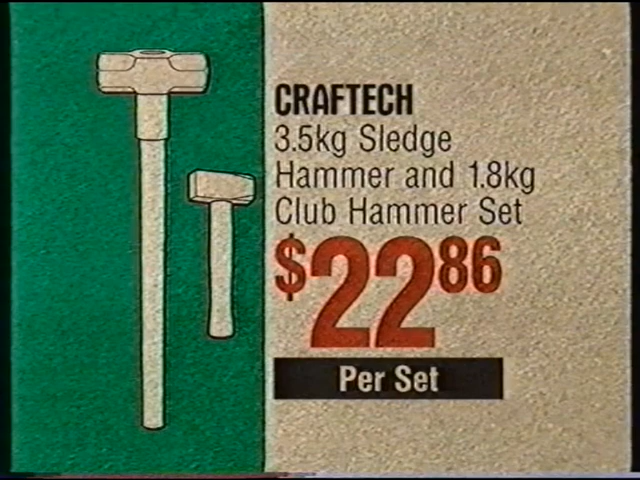 CRAFTECH
3.5kg Sledge
Hammer and 1.8kg
Club Hammer Set
$22 86
Per Set